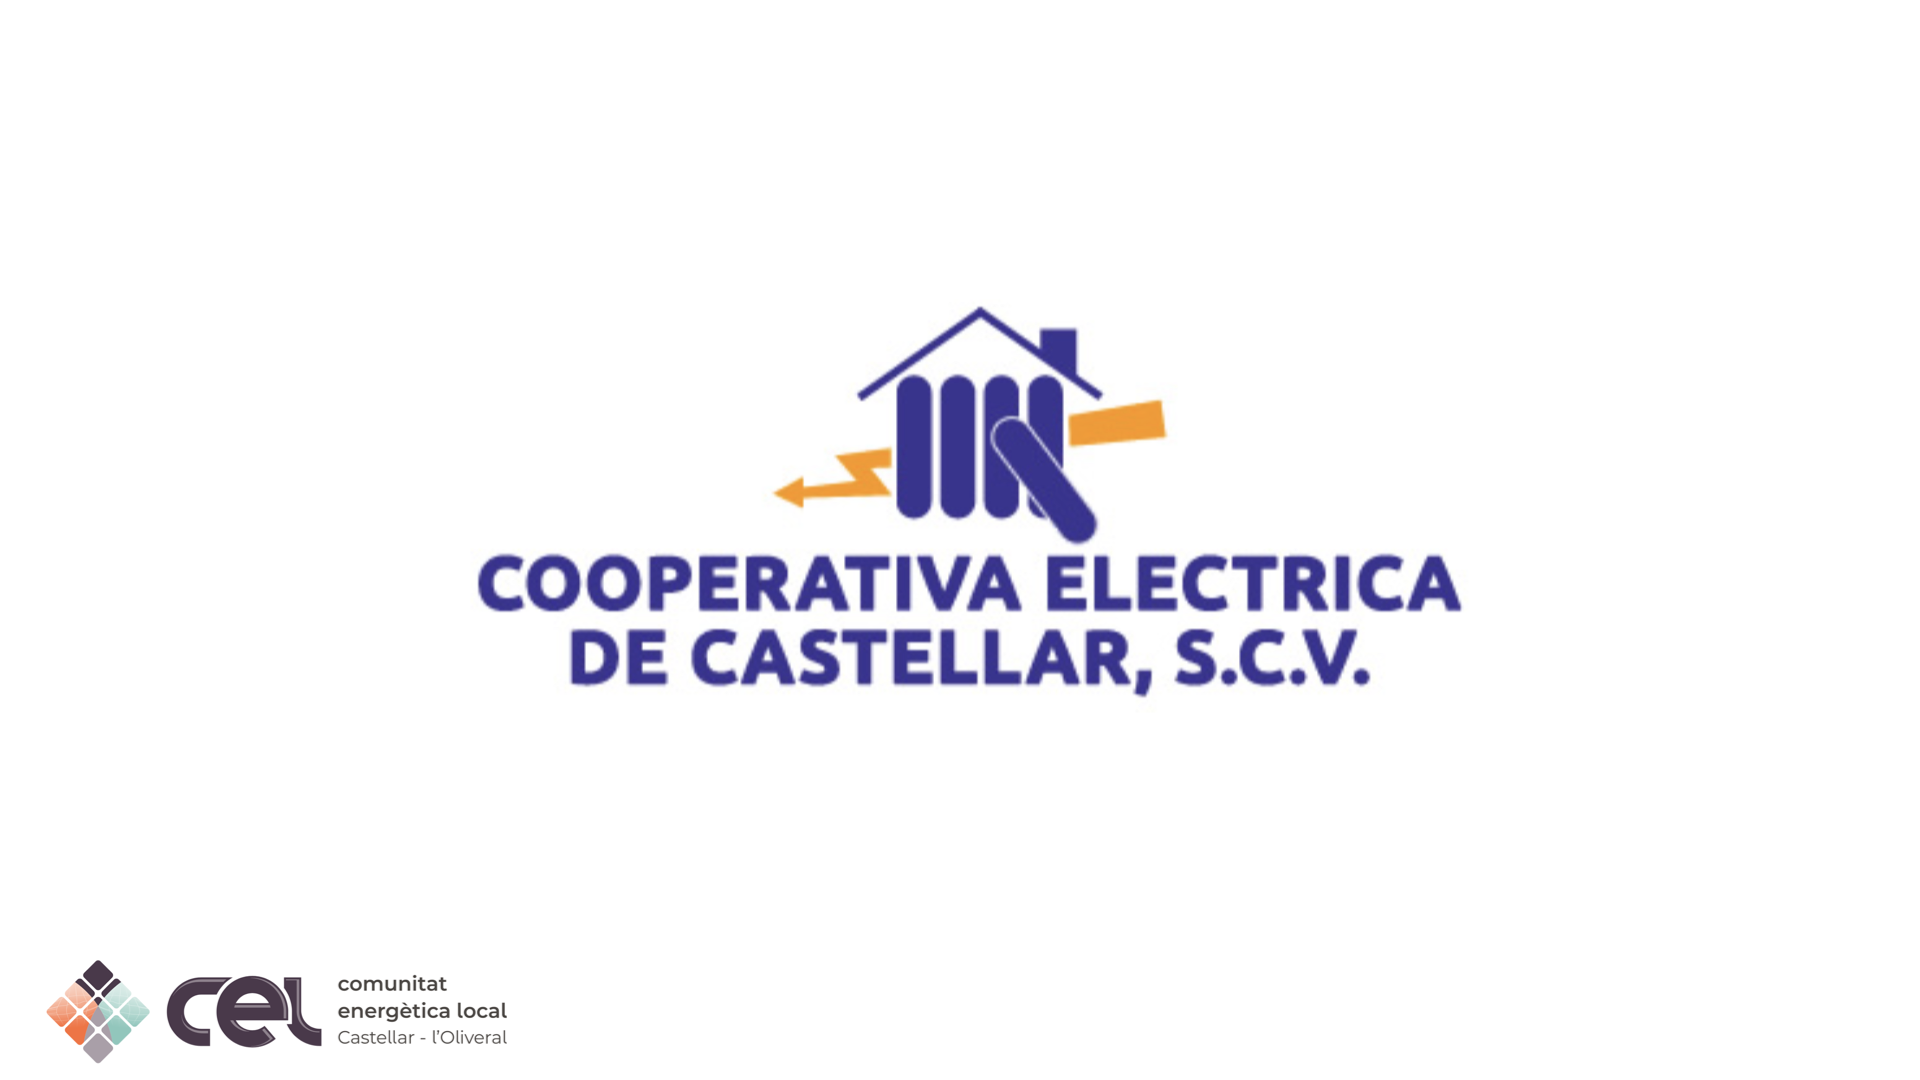 COOPERATIVA ELECTRICA
DE CASTELLAR, S.C.V.
cel
comunitat
energètica local
Castellar - l'Oliveral